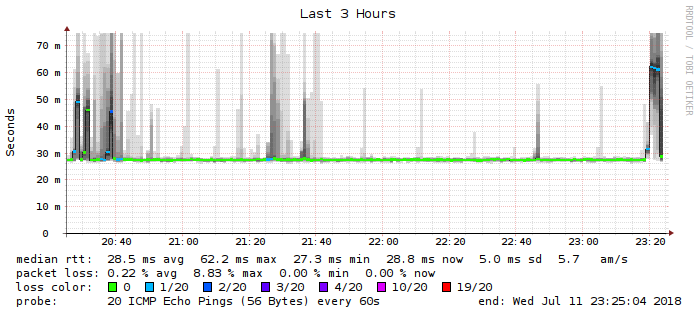 Last 3 Hours
RRDTOOL / TOBI OETIKER
Seconds
70 m
60 m
50 m
40 m
30 m
20 m
10 m
0
20:40 21:00 21:20 21:40 22:00 22:20 22:40 23:00 23:20
median rtt: 28.5 ms avg 62.2 ms max 27.3 ms min 28.8 ms now 5.0 ms sd 5.7 am/s
packet loss: 0.22 % avg 8.83 % max 0.00 % min 0.00 % now
loss color: 0 1/20 2/20 3/20 4/20 10/20 19/20
probe: 20 ICMP Echo Pings (56 Bytes) every 60s end: Wed Jul 11 23:25:04 2018